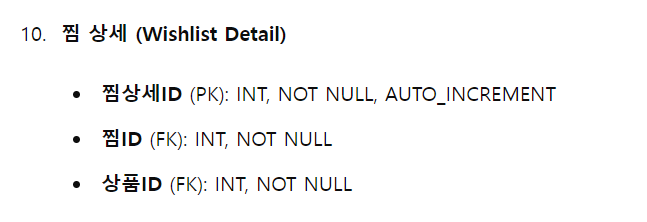 10. 찜 상세 (Wishlist Detail)
• 찜상세ID (PK): INT, NOT NULL, AUTO_INCREMENT
• 찜ID (FK): INT, NOT NULL
• 상품ID (FK): INT, NOT NULL